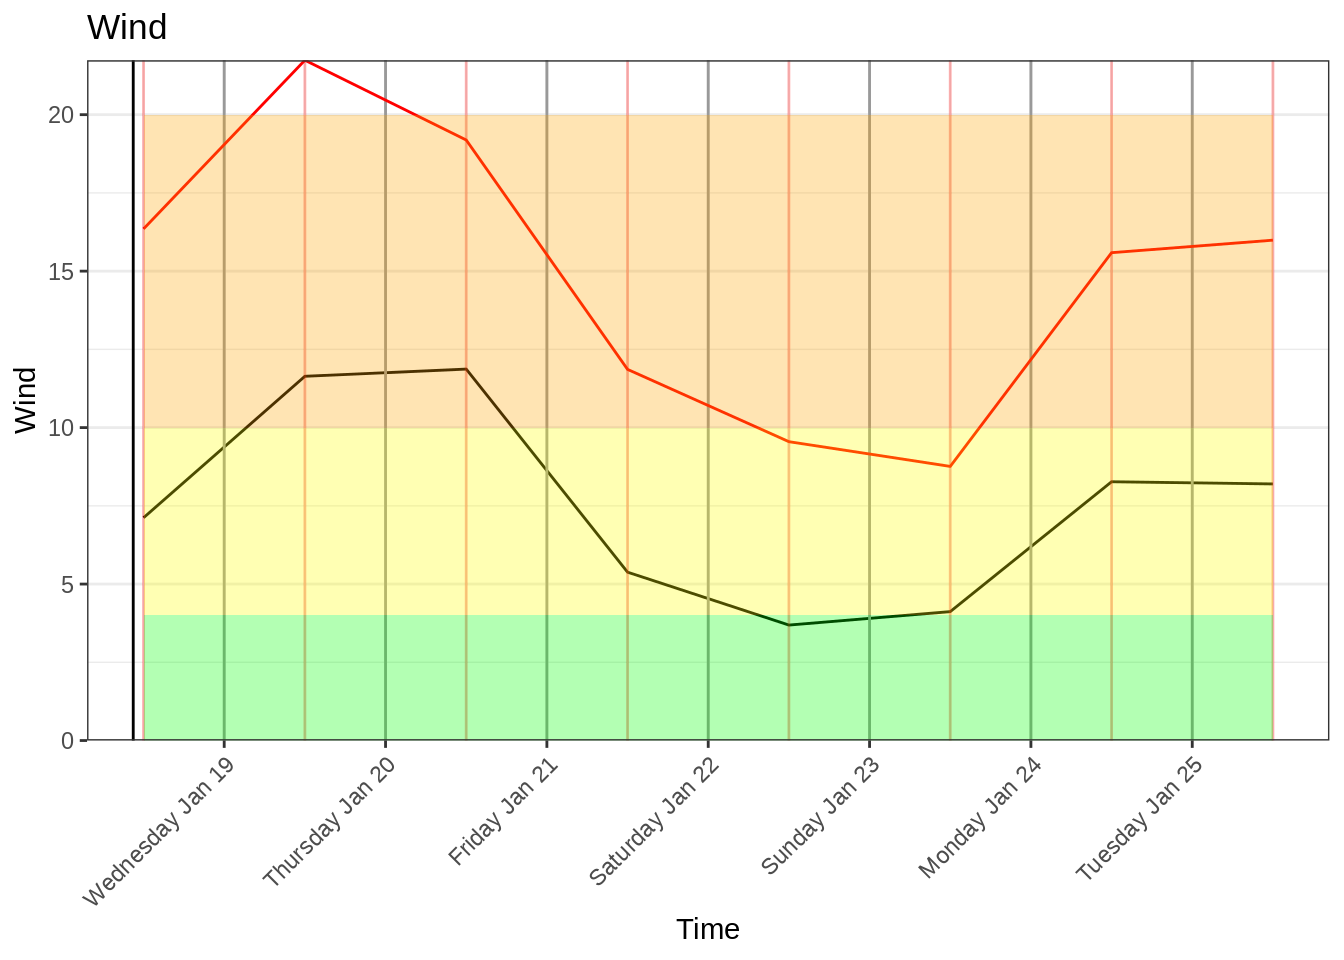 Wind
20
15
10
5
0
Wind
Wednesday Jan 19
Thursday Jan 20
Friday Jan 21
Saturday Jan 22
Sunday Jan 23
Monday Jan 24
Tuesday Jan 25
Time